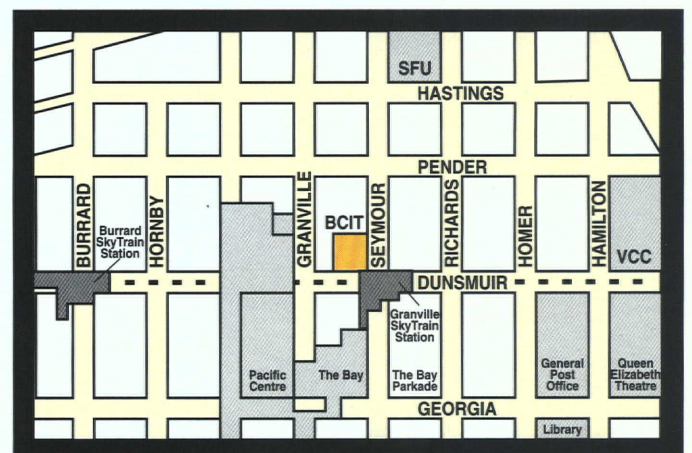 SFU
HASTINGS
PENDER
BURRARD
HORNBY
GRANVILLE
SEYMOUR
RICHARDS
HOMER
HAMILTON
BCIT
VCC
Burrard
SkyTrain
Station
DUNSMUIR
Granville
SkyTrain
Station
Pacific
Centre
The Bay
The Bay
Parkade
General
Post
Office
Queen
Elizabeth
Theatre
GEORGIA
Library